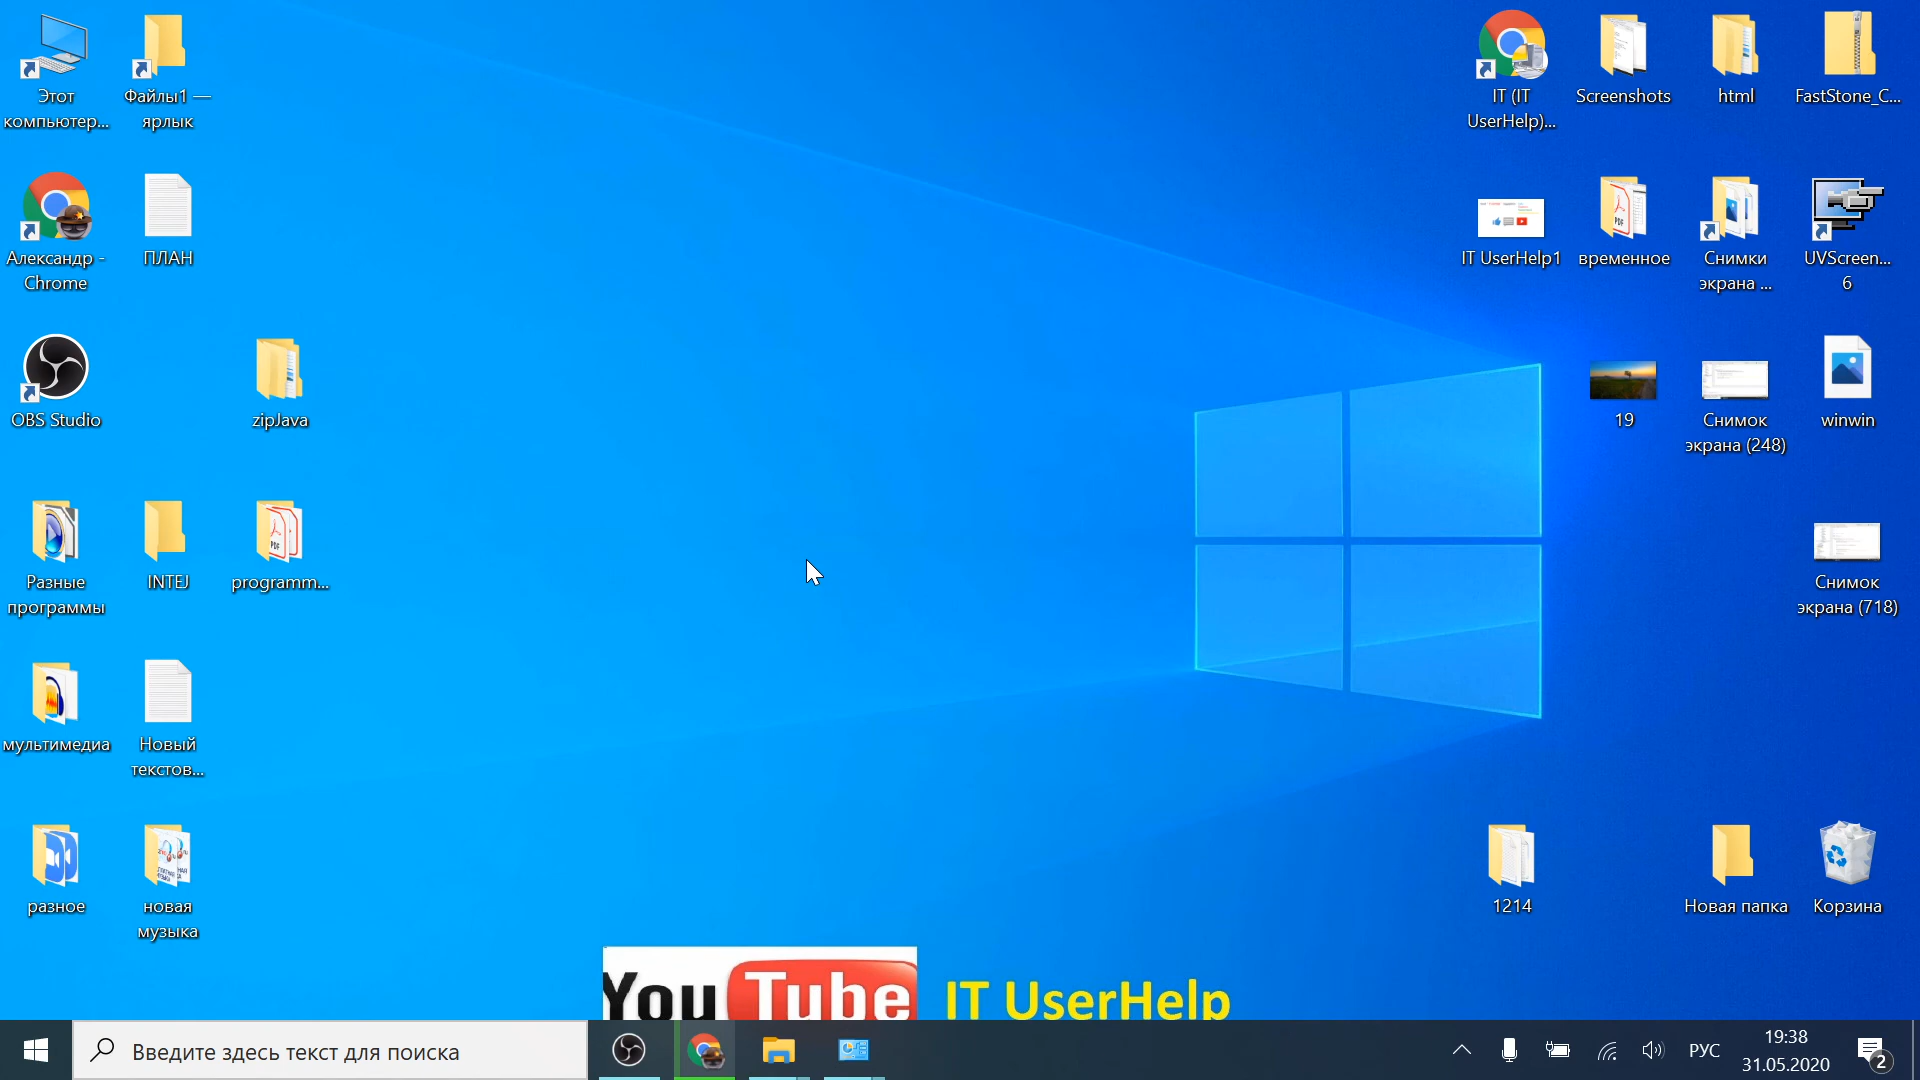 Этот
компьютер...
Файлы1 —
ярлык
IT (IT
UserHelp)...
Screenshots
html
FastStone_C...
Александр -
Chrome
ПЛАН
IT UserHelp1
временное
Снимки
экрана ...
UVScreen...
6
OBS Studio
zipJava
19
Снимок
экрана (248)
winwin
Разные
программы
INTEJ
programm...
Снимок
экрана (718)
мультимедиа
Новый
текстов...
разное
новая
музыка
1214
Новая папка
Корзина
YouTube
IT UserHelp
Введите здесь текст для поиска
РУС
19:38
31.05.2020
2